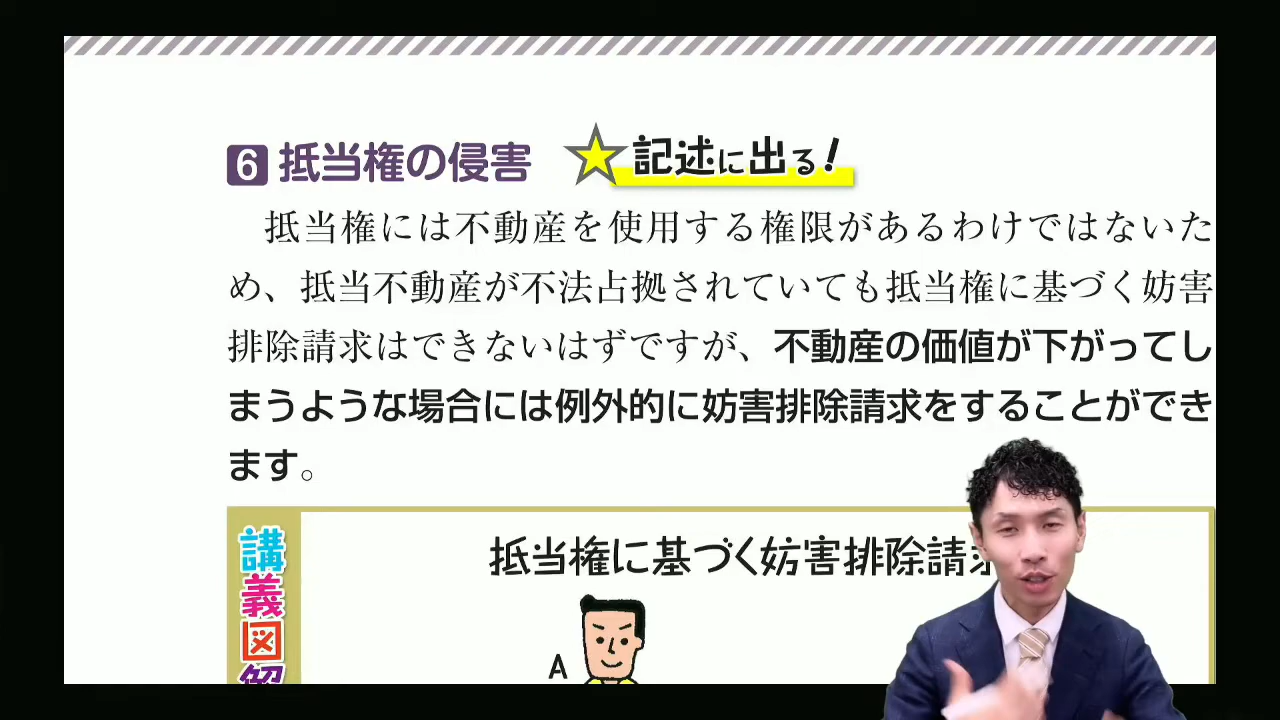 6 抵当権の侵害 記述に出る!
抵当権には不動産を使用する権限があるわけではないた
め、抵当不動産が不法占拠されていても抵当権に基づく妨害
排除請求はできないはずですが、不動産の価値が下がってし
まうような場合には例外的に妨害排除請求をすることができ
ます。
講義図解
抵当権に基づく妨害排除請求
A